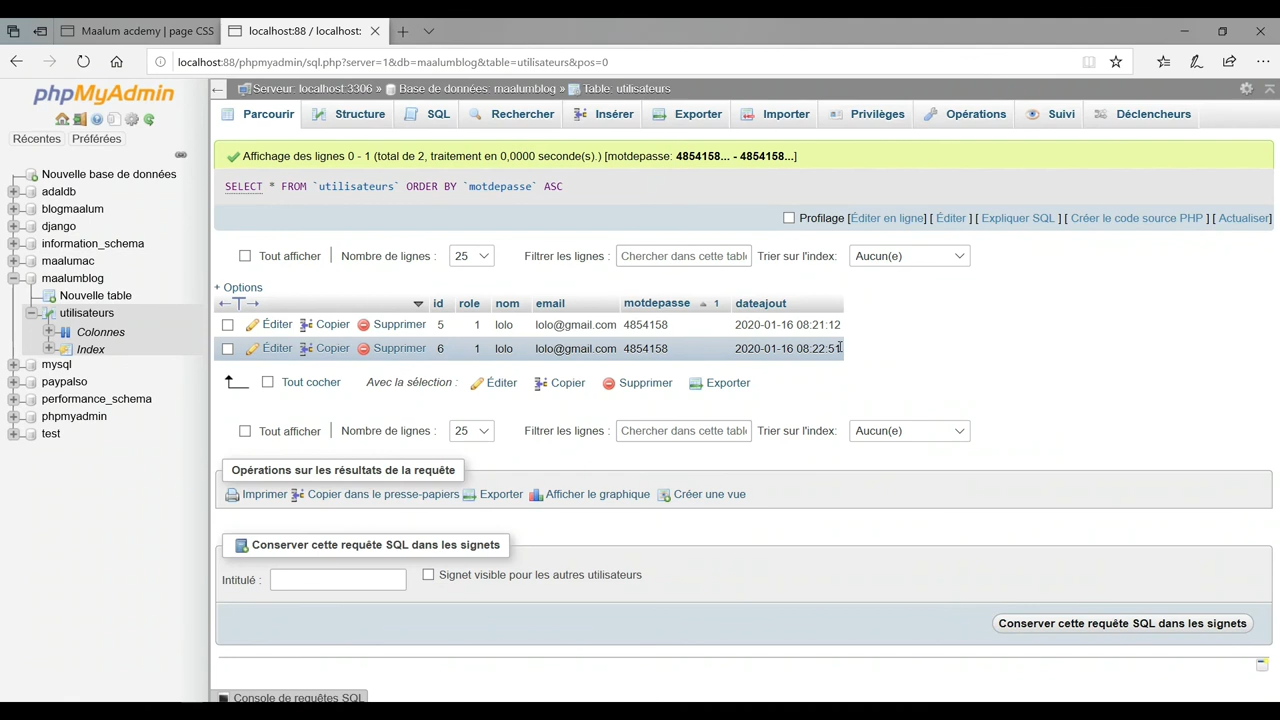 Maalum acdemy | page CSS
localhost:88 / localhost:
localhost:88/phpmyadmin/sql.php?server=1&db=maalumblog&table=utilisateurs&pos=0
phpMyAdmin
Récentes Préférées
Nouvelle base de données
adaldb
blogmaalum
django
information_schema
maalumac
maalumblog
Nouvelle table
utilisateurs
Colonnes
Index
mysql
paypalso
performance_schema
phpmyadmin
test
Serveur: localhost:3306 » Base de données: maalumblog » Table: utilisateurs
Parcourir Structure SQL Rechercher Insérer Exporter Importer Privilèges Opérations Suivi Déclencheurs
Affichage des lignes 0 - 1 (total de 2, traitement en 0,0000 seconde(s).) [motdepasse: 4854158... - 4854158...]
SELECT * FROM `utilisateurs` ORDER BY `motdepasse` ASC
Profilage [Éditer en ligne] [ Éditer ] [ Expliquer SQL ] [ Créer le code source PHP ] [ Actualiser]
Tout afficher Nombre de lignes : 25 Filtrer les lignes : Chercher dans cette table Trier sur l'index: Aucun(e)
+ Options
←T→ id role nom email motdepasse 1 dateajout
Éditer Copier Supprimer 5 1 lolo lolo@gmail.com 4854158 2020-01-16 08:21:12
Éditer Copier Supprimer 6 1 lolo lolo@gmail.com 4854158 2020-01-16 08:22:51
Tout cocher Avec la sélection : Éditer Copier Supprimer Exporter
Tout afficher Nombre de lignes : 25 Filtrer les lignes : Chercher dans cette table Trier sur l'index: Aucun(e)
Opérations sur les résultats de la requête
Imprimer Copier dans le presse-papiers Exporter Afficher le graphique Créer une vue
Conserver cette requête SQL dans les signets
Intitulé : Signet visible pour les autres utilisateurs
Conserver cette requête SQL dans les signets
Console de requêtes SQL